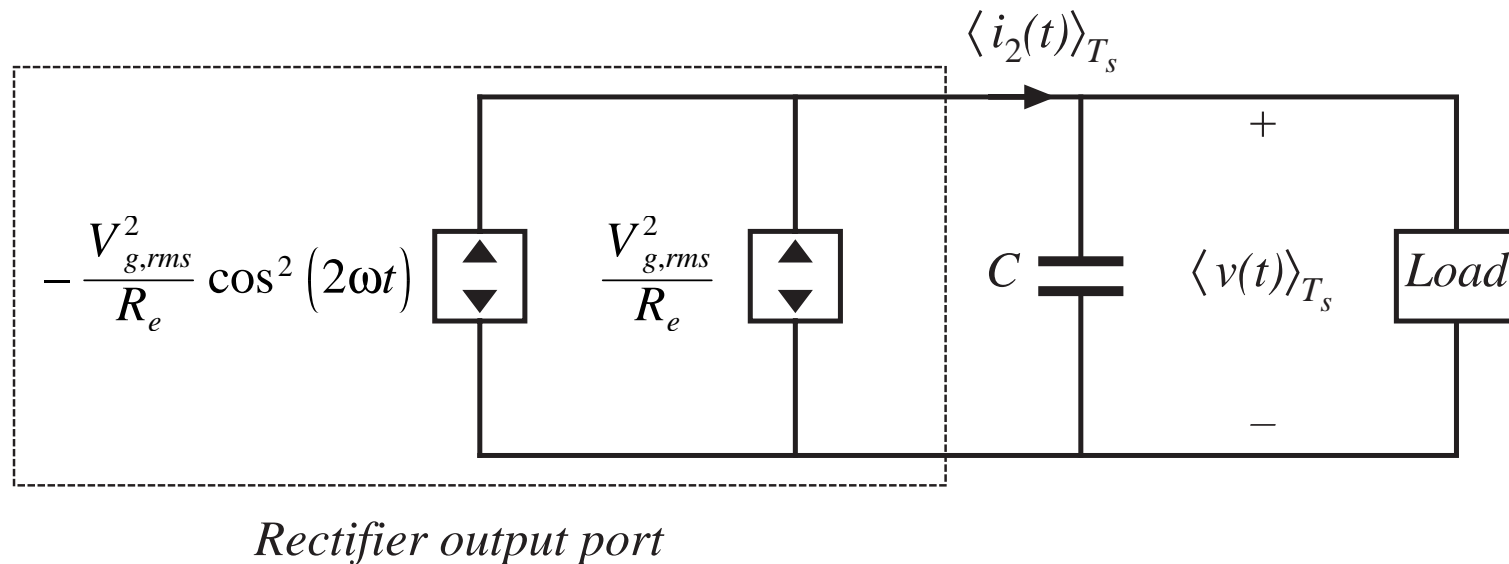 ⟨ i₂(t)⟩Tₛ
+
− V²g,rms / Rₑ cos² (2ωt)
V²g,rms / Rₑ
C
⟨ v(t)⟩Tₛ
Load
−
Rectifier output port